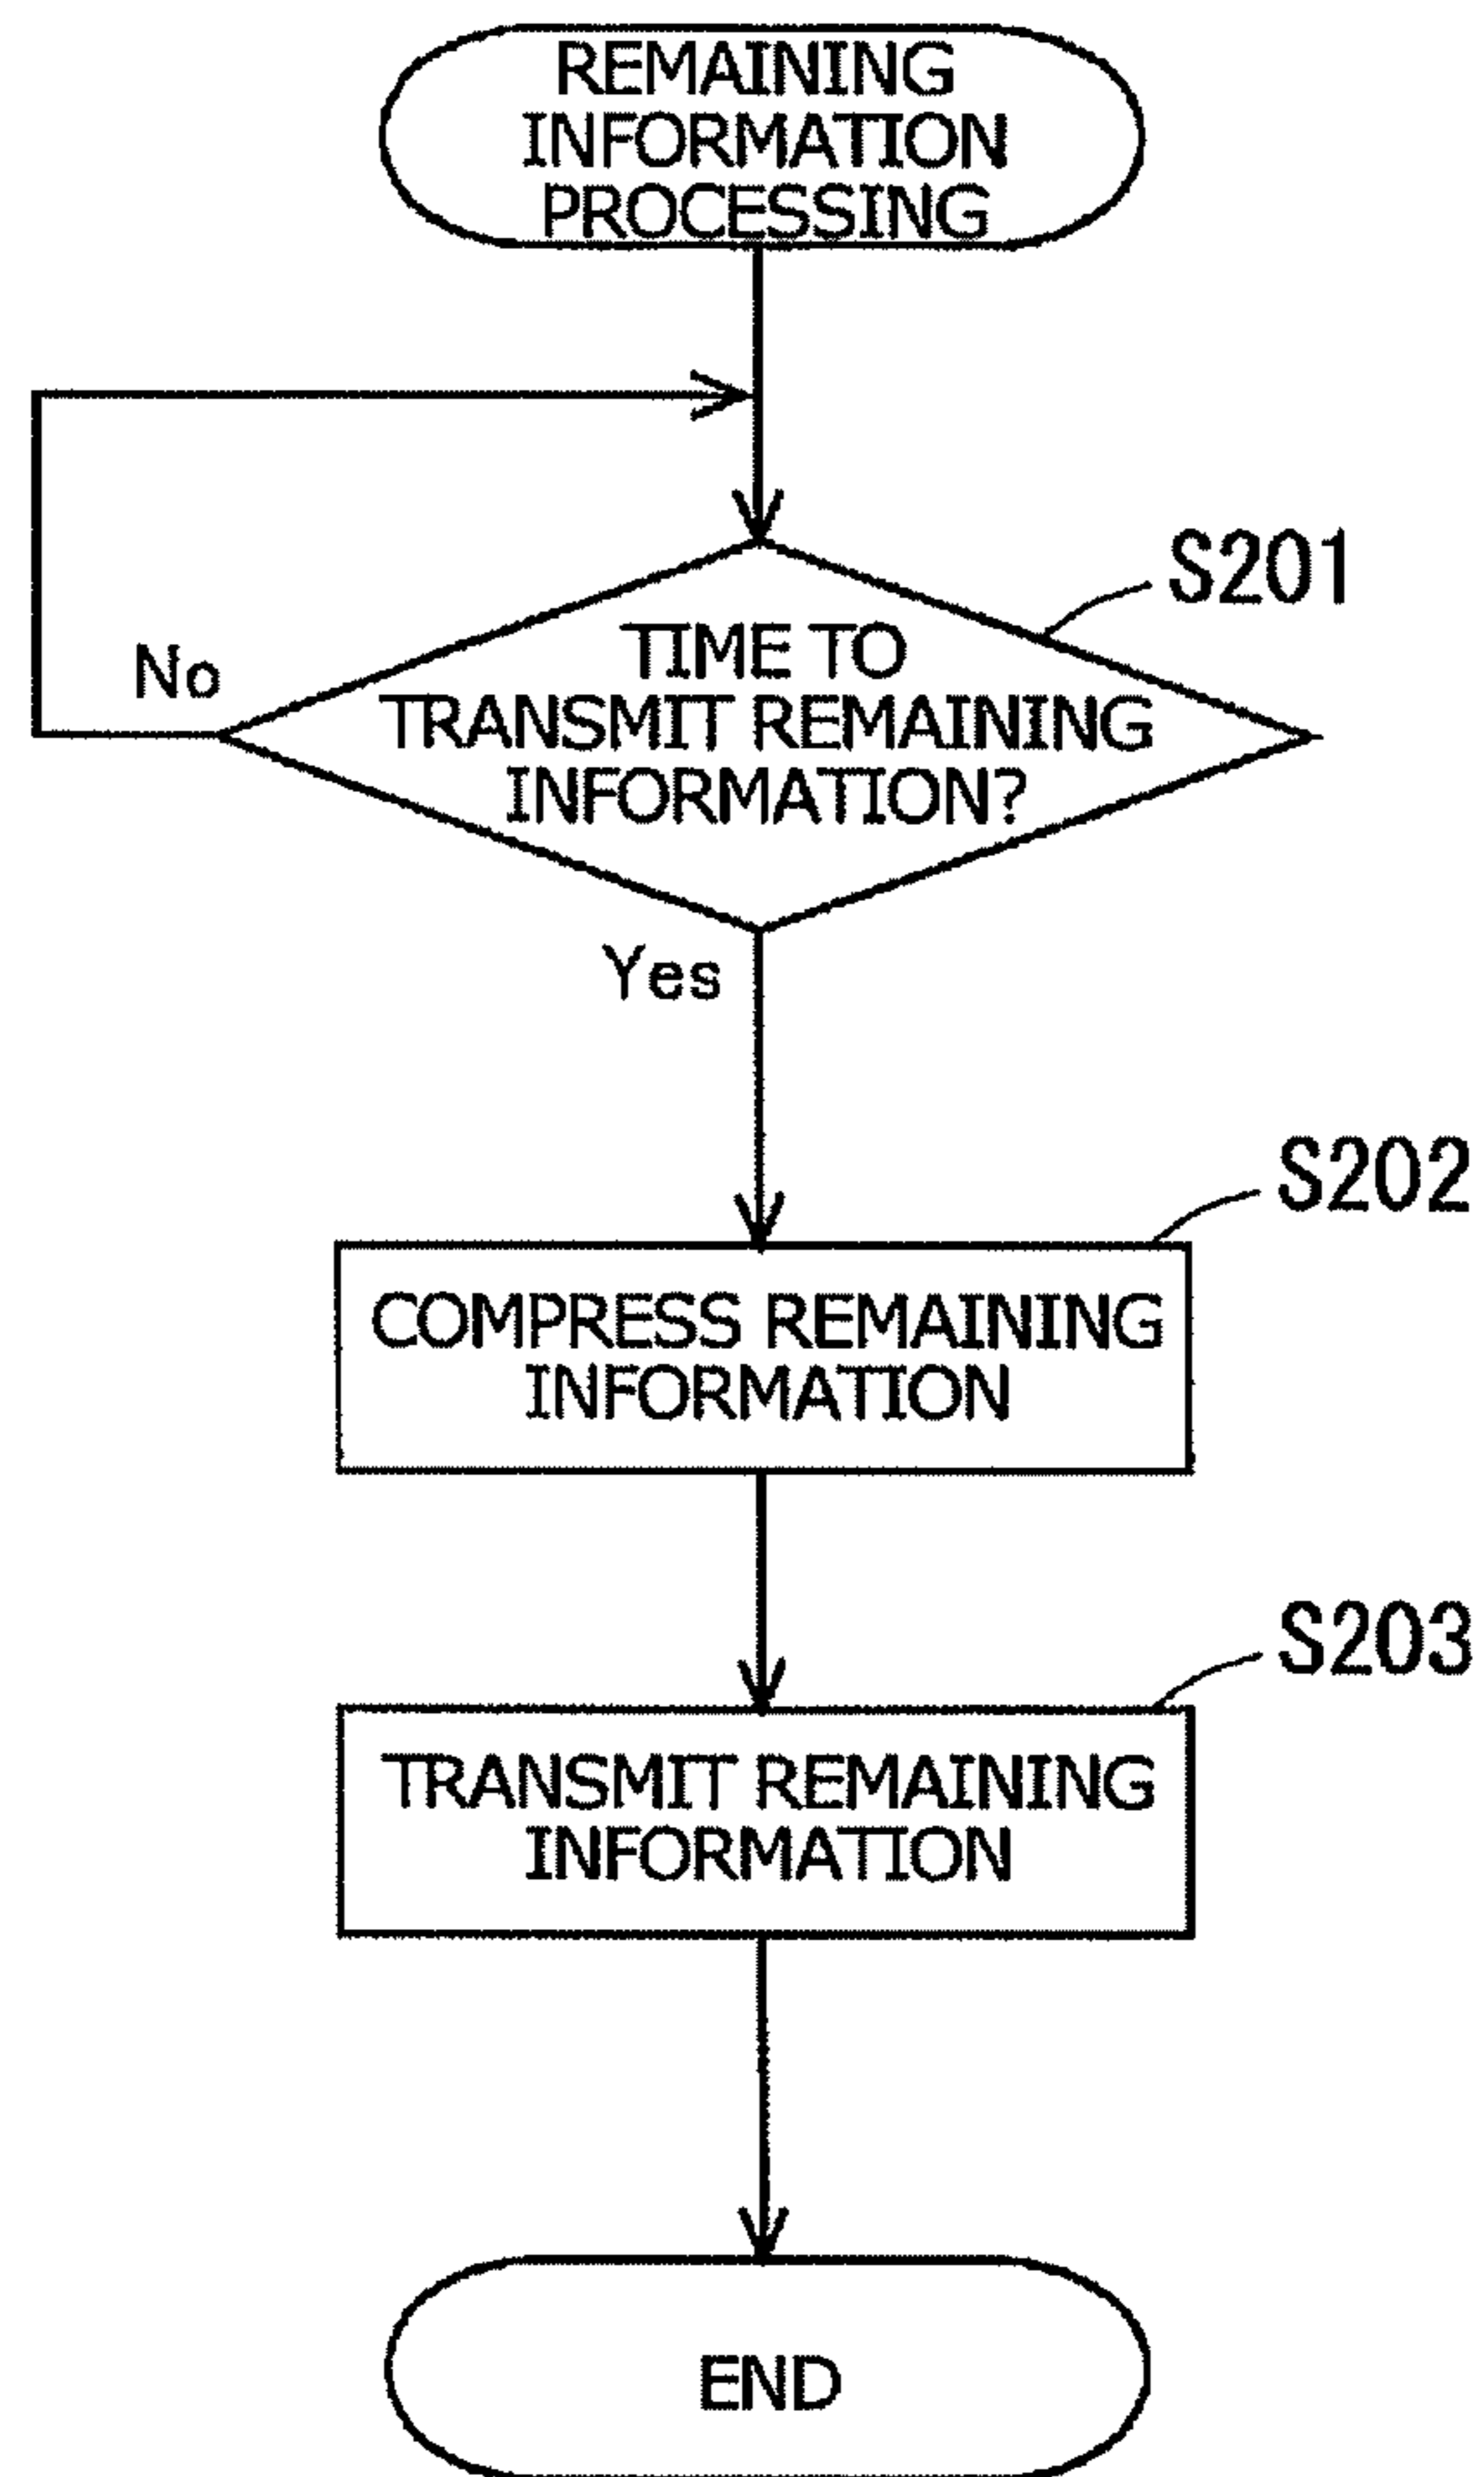 REMAINING
INFORMATION
PROCESSING
S201
TIME TO
No
TRANSMIT REMAINING
INFORMATION?
Yes
S202
COMPRESS REMAINING
INFORMATION
S203
TRANSMIT REMAINING
INFORMATION
END